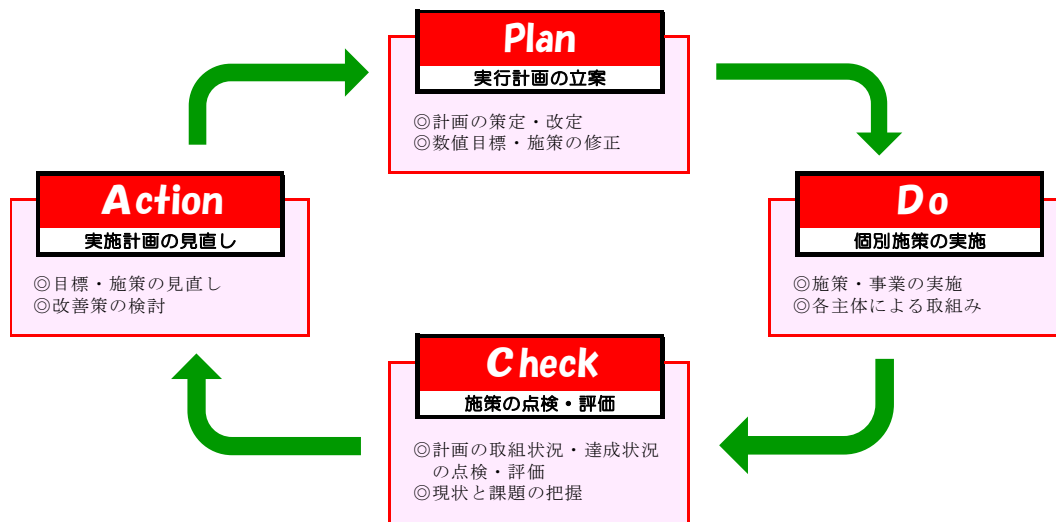 Plan
実行計画の立案
◎計画の策定・改定
◎数値目標・施策の修正
Action
実施計画の見直し
◎目標・施策の見直し
◎改善策の検討
Do
個別施策の実施
◎施策・事業の実施
◎各主体による取組み
Check
施策の点検・評価
◎計画の取組状況・達成状況
の点検・評価
◎現状と課題の把握